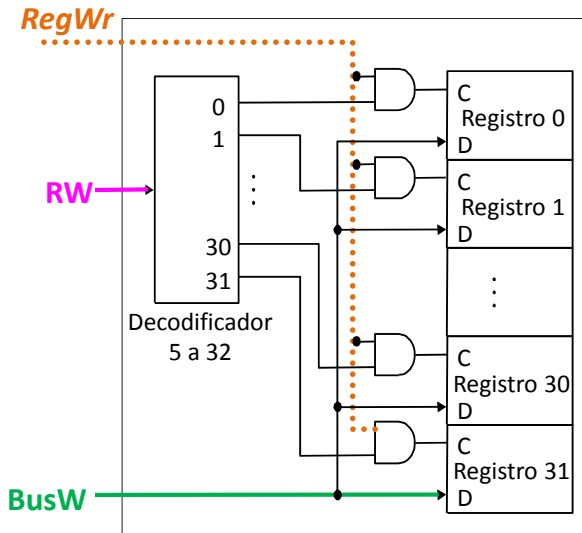 RegWr
0
1
⋮
30
31
RW
Decodificador
5 a 32
BusW
C
Registro 0
D
C
Registro 1
D
⋮
C
Registro 30
D
C
Registro 31
D